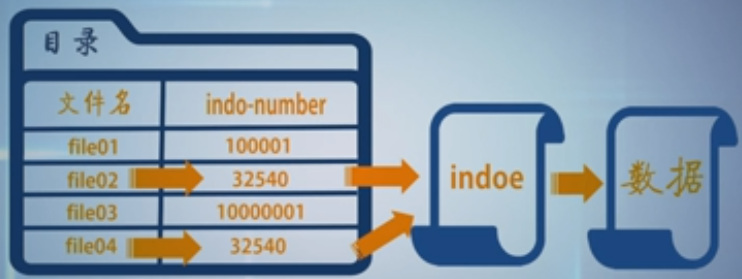 目录
文件名 indo-number
file01 100001
file02 32540
file03 10000001
file04 32540
indoe
数据